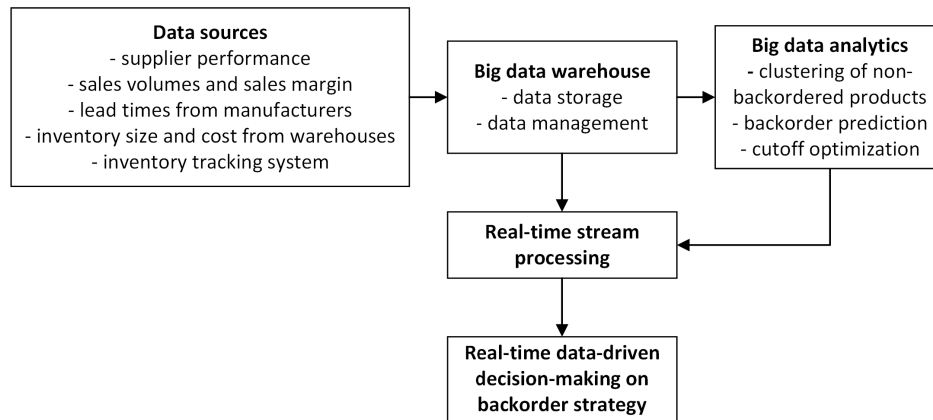 Data sources
- supplier performance
- sales volumes and sales margin
- lead times from manufacturers
- inventory size and cost from warehouses
- inventory tracking system
Big data warehouse
- data storage
- data management
Big data analytics
- clustering of non-
backordered products
- backorder prediction
- cutoff optimization
Real-time stream
processing
Real-time data-driven
decision-making on
backorder strategy